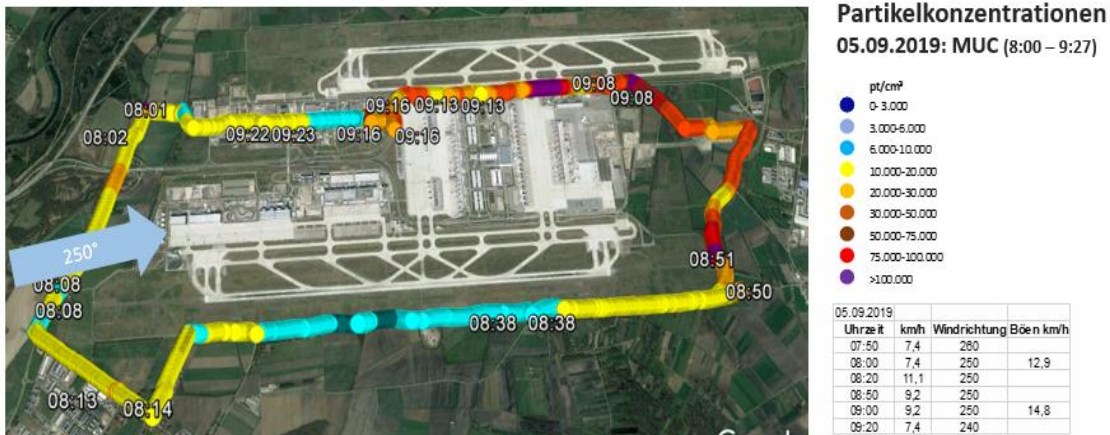 Partikelkonzentrationen
05.09.2019: MUC (8:00 – 9:27)
pt/cm³
0- 3.000
3.000-6.000
6.000-10.000
10.000-20.000
20.000-30.000
30.000-50.000
50.000-75.000
75.000-100.000
>100.000
08:01
08:02
09:22 09:23
09:16
09:16
09:16
09:13
09:13
09:08
09:08
250°
08:08
08:08
08:13
08:14
08:38
08:38
08:51
08:50
05.09.2019
Uhrzeit km/h Windrichtung Böen km/h
07:50 7,4 260
08:00 7,4 250 12,9
08:20 11,1 250
08:50 9,2 250
09:00 9,2 250 14,8
09:20 7,4 240